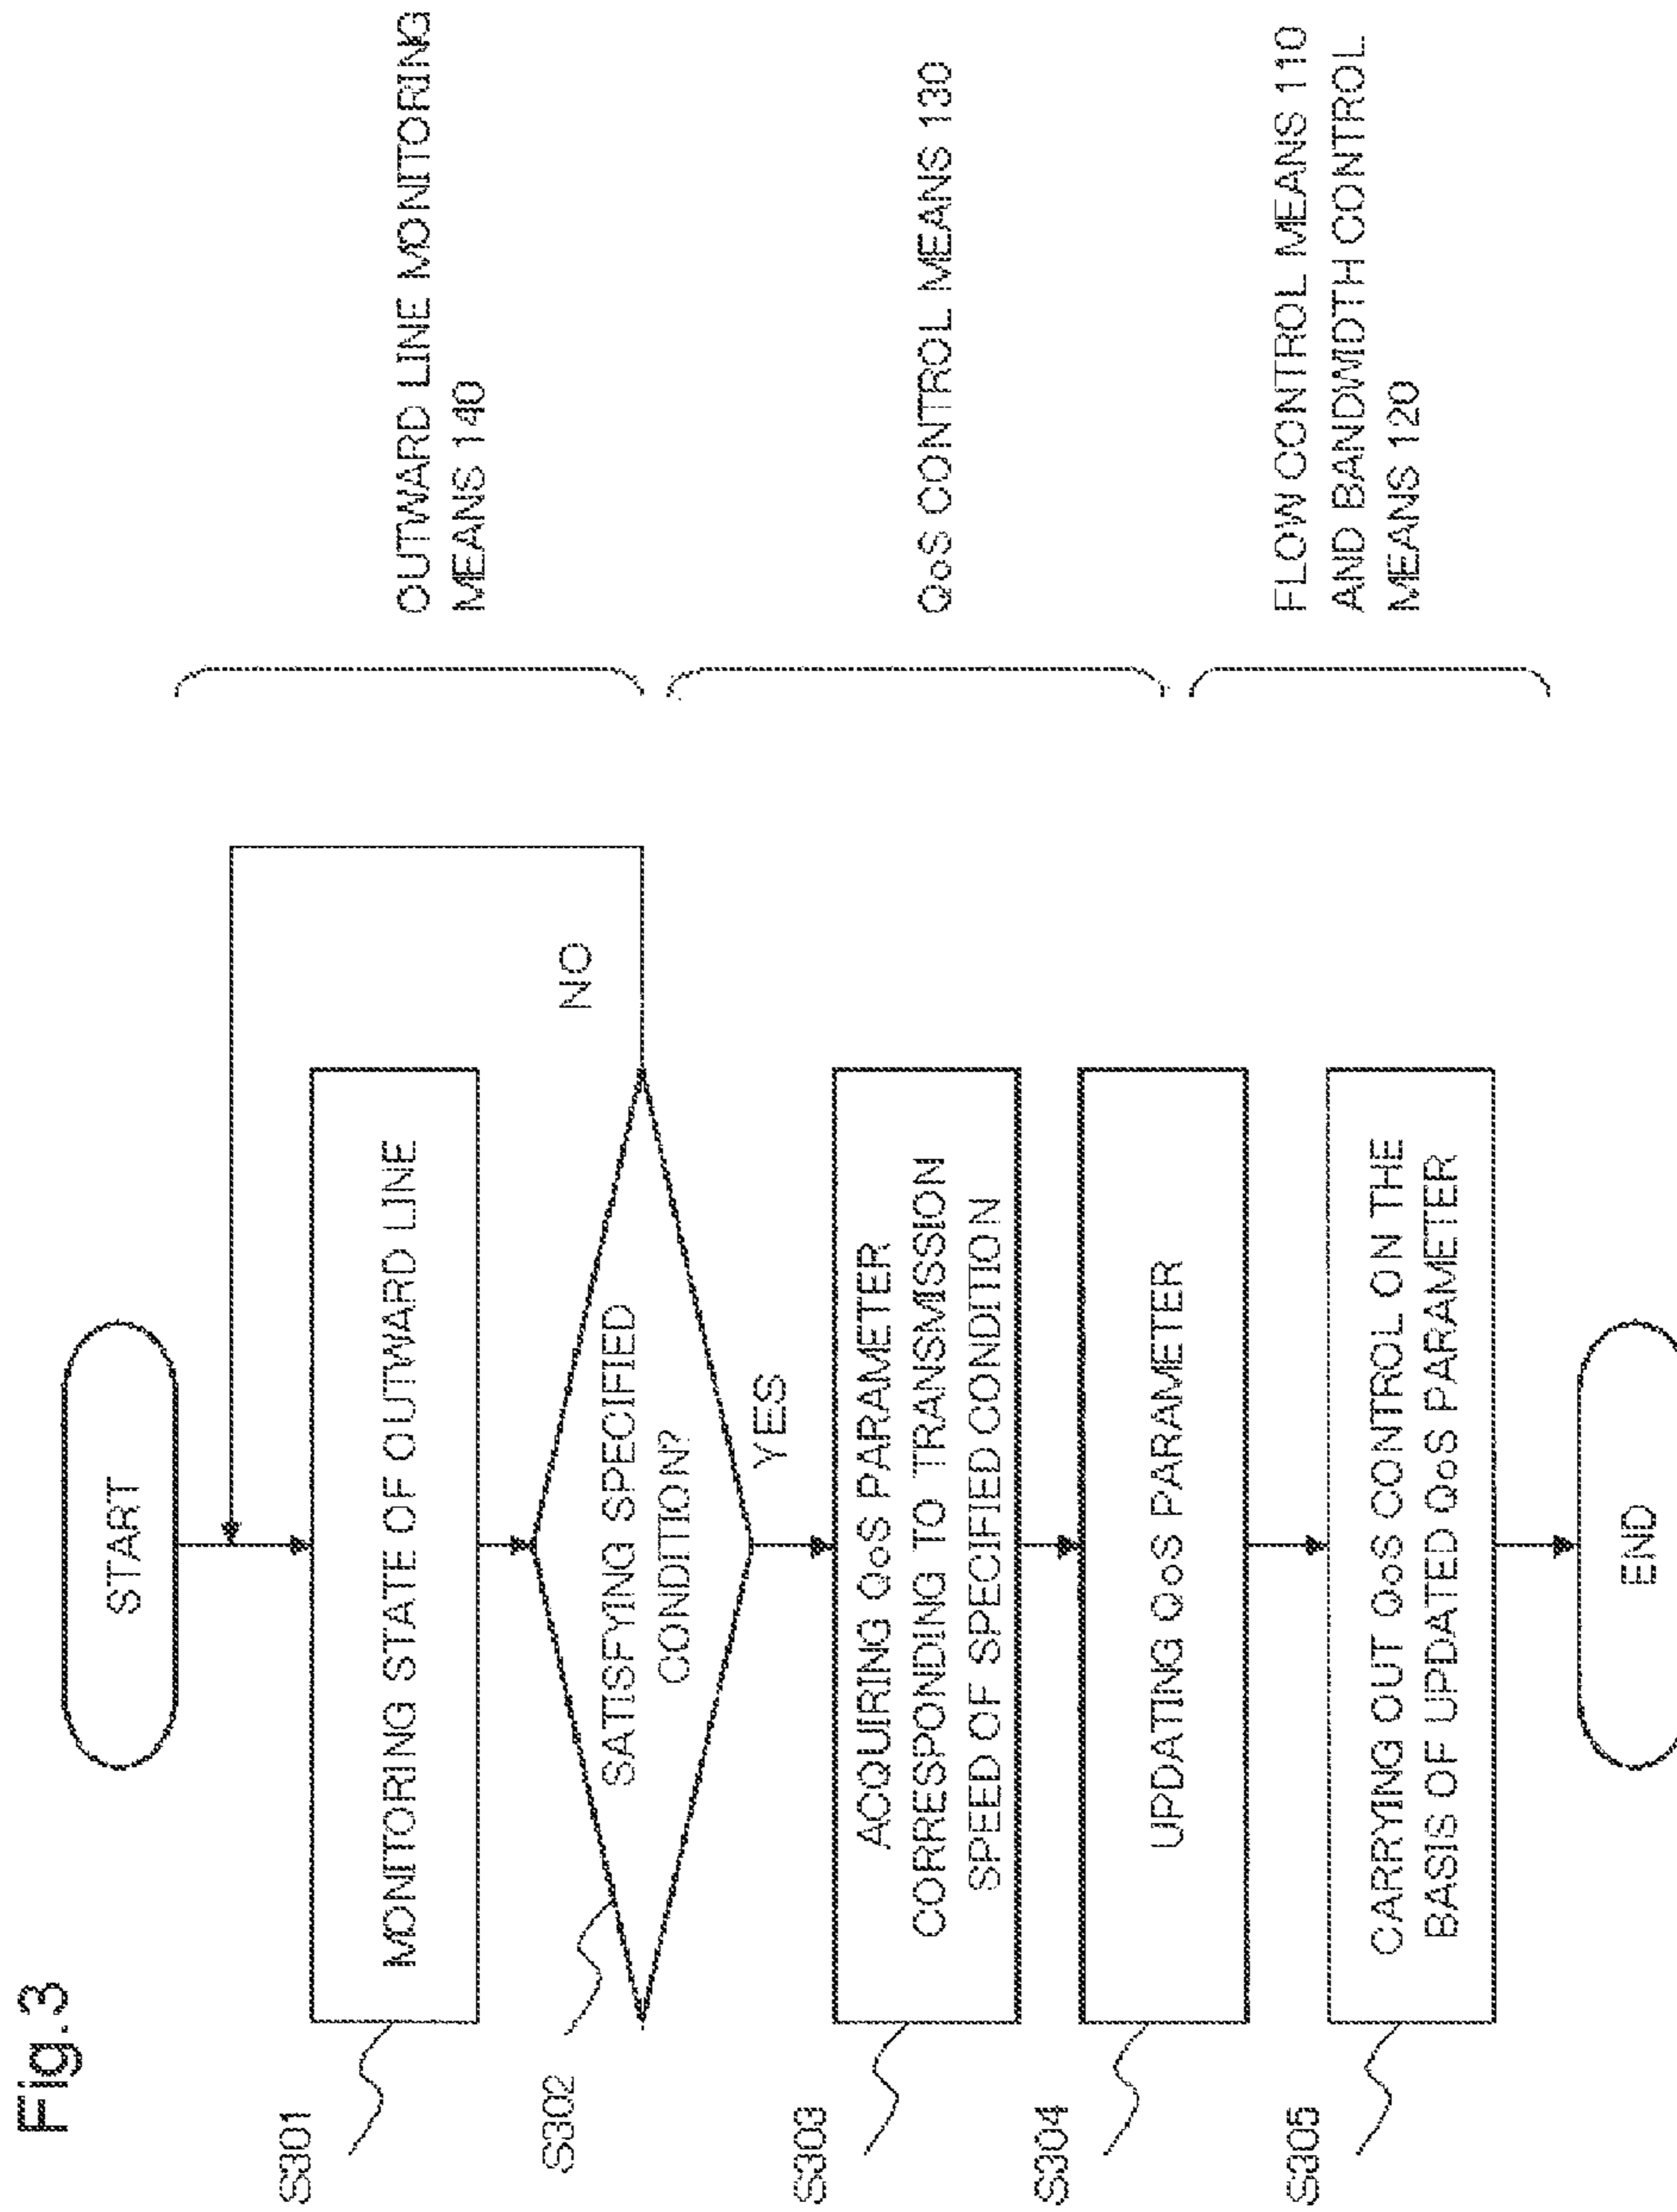 Fig.3
START
S301
MONITORING STATE OF OUTWARD LINE
OUTWARD LINE MONITORING
MEANS 140
S302
SATISFYING SPECIFIED
CONDITION?
NO
YES
S303
ACQUIRING QoS PARAMETER
CORRESPONDING TO TRANSMISSION
SPEED OF SPECIFIED CONDITION
QoS CONTROL MEANS 130
S304
UPDATING QoS PARAMETER
S305
CARRYING OUT QoS CONTROL ON THE
BASIS OF UPDATED QoS PARAMETER
FLOW CONTROL MEANS 110
AND BANDWIDTH CONTROL
MEANS 120
END